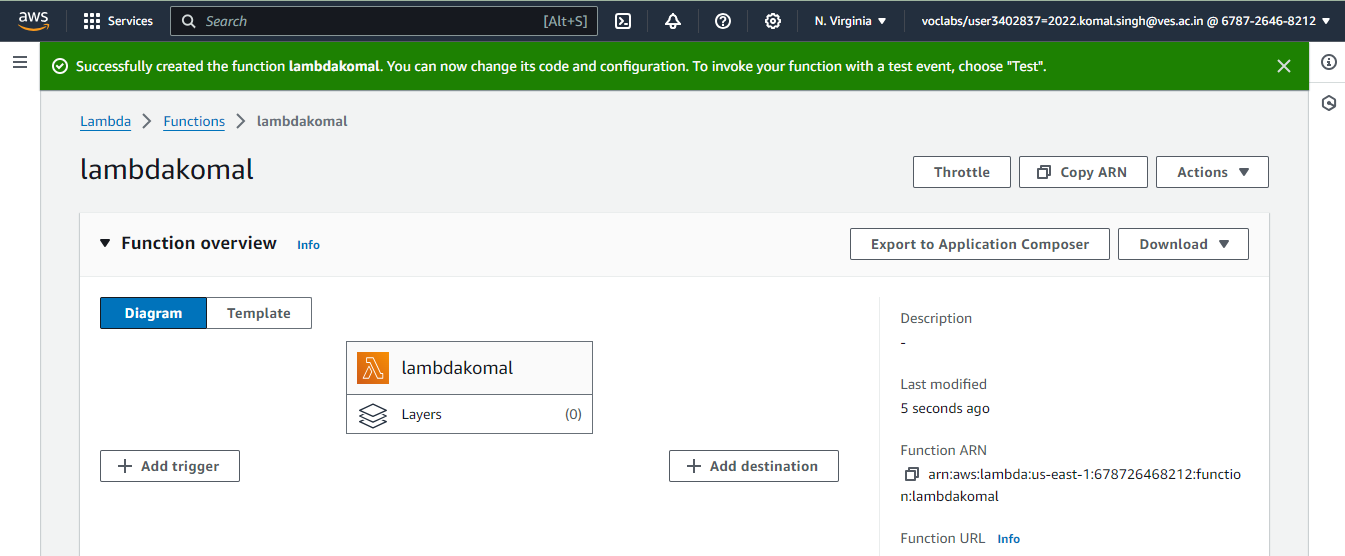 aws
Services
Search
[Alt+S]
N. Virginia
voclabs/user3402837=2022.komal.singh@ves.ac.in @ 6787-2646-8212
Successfully created the function lambdakomal. You can now change its code and configuration. To invoke your function with a test event, choose "Test".
Lambda
Functions
lambdakomal
lambdakomal
Throttle
Copy ARN
Actions
Function overview
Info
Export to Application Composer
Download
Diagram
Template
lambdakomal
Layers
(0)
Add trigger
Add destination
Description
-
Last modified
5 seconds ago
Function ARN
arn:aws:lambda:us-east-1:678726468212:functio
n:lambdakomal
Function URL
Info